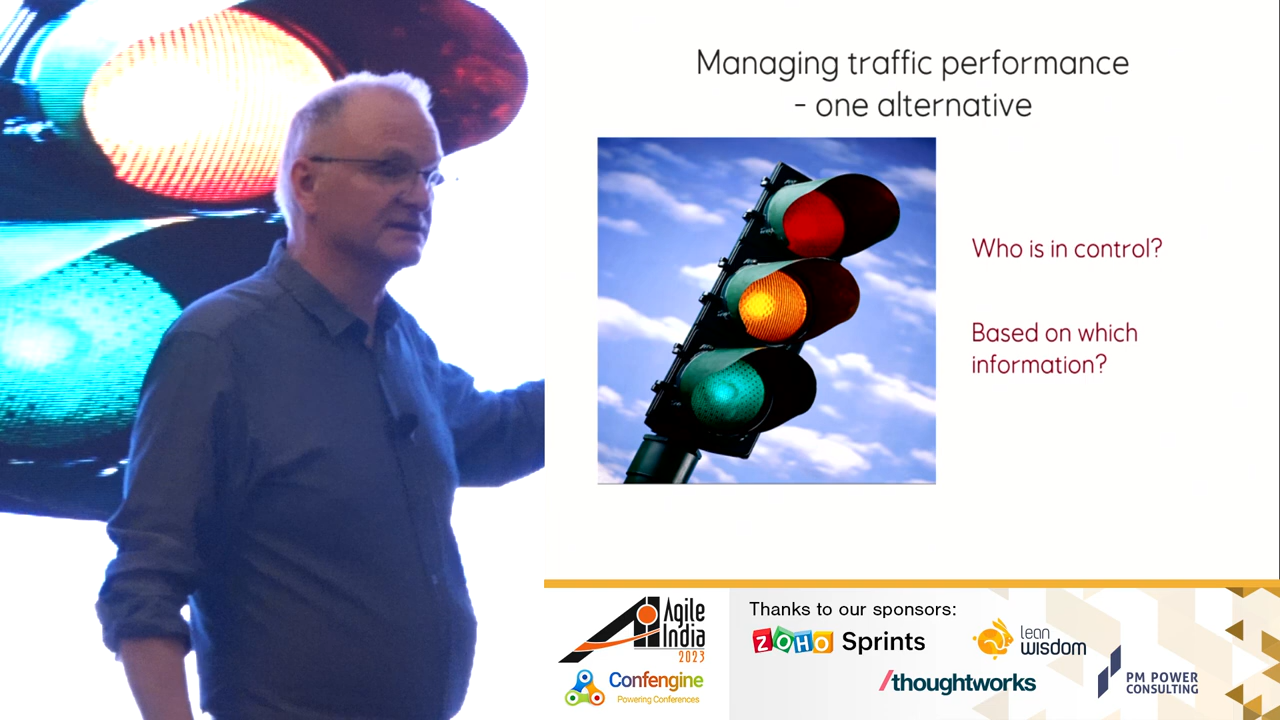 Managing traffic performance
- one alternative
Who is in control?
Based on which
information?
Agile
India
2023
Confengine
Powering Conferences
Thanks to our sponsors:
ZOHO Sprints
lean
wisdom
/thoughtworks
PM POWER
CONSULTING